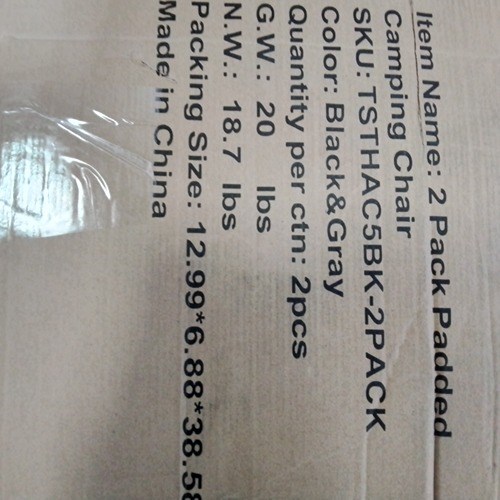 Item Name: 2 Pack Padded
Camping Chair
SKU: TSTHAC5BK-2PACK
Color: Black&Gray
Quantity per ctn: 2pcs
G.W.: 20 lbs
N.W.: 18.7 lbs
Packing Size: 12.99*6.88*38.58
Made in China